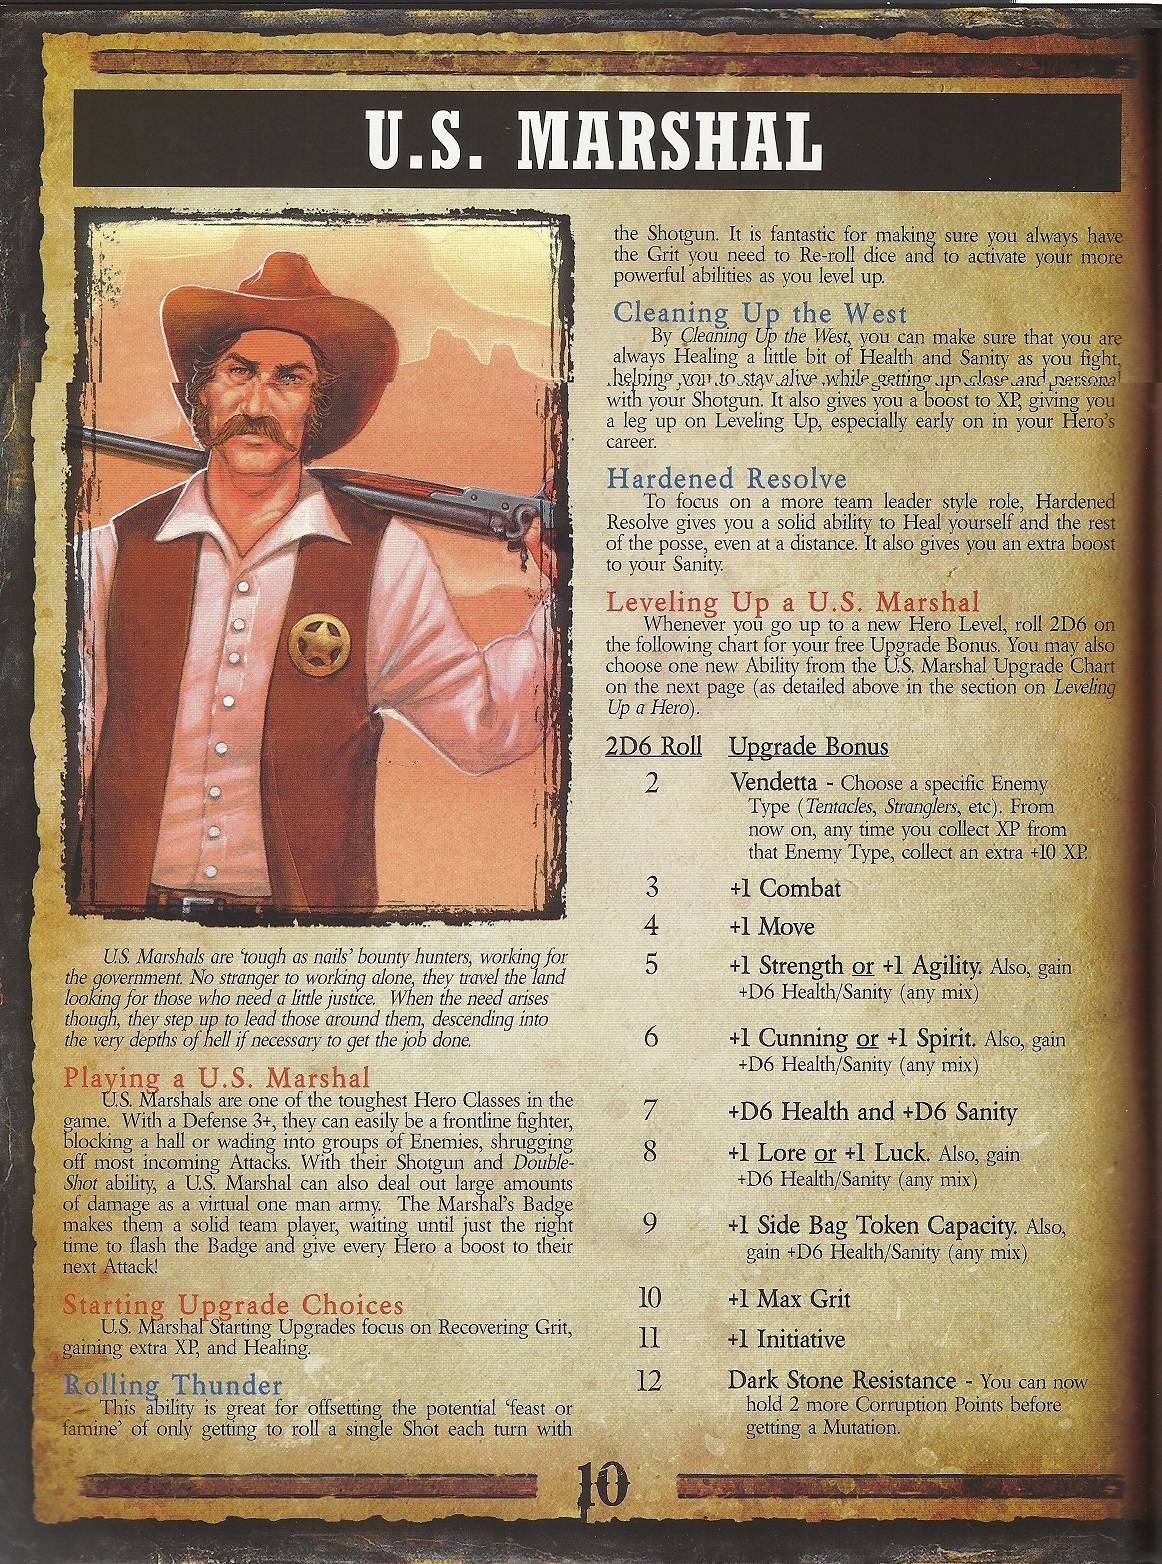 U.S. MARSHAL
U.S. Marshals are ‘tough as nails’ bounty hunters, working for
the government. No stranger to working alone, they travel the land
looking for those who need a little justice. When the need arises
though, they step up to lead those around them, descending into
the very depths of hell if necessary to get the job done.
Playing a U.S. Marshal
U.S. Marshals are one of the toughest Hero Classes in the
game. With a Defense 3+, they can easily be a frontline fighter,
blocking a hall or wading into groups of Enemies, shrugging
off most incoming Attacks. With their Shotgun and Double-
Shot ability, a U.S. Marshal can also deal out large amounts
of damage as a virtual one man army. The Marshal’s Badge
makes them a solid team player, waiting until just the right
time to flash the Badge and give every Hero a boost to their
next Attack!
Starting Upgrade Choices
U.S. Marshal Starting Upgrades focus on Recovering Grit,
gaining extra XP, and Healing.
Rolling Thunder
This ability is great for offsetting the potential ‘feast or
famine’ of only getting to roll a single Shot each turn with
the Shotgun. It is fantastic for making sure you always have
the Grit you need to Re-roll dice and to activate your more
powerful abilities as you level up.
Cleaning Up the West
By Cleaning Up the West, you can make sure that you are
always Healing a little bit of Health and Sanity as you fight,
helping you to stay alive while getting up close and personal
with your Shotgun. It also gives you a boost to XP, giving you
a leg up on Leveling Up, especially early on in your Hero’s
career.
Hardened Resolve
To focus on a more team leader style role, Hardened
Resolve gives you a solid ability to Heal yourself and the rest
of the posse, even at a distance. It also gives you an extra boost
to your Sanity.
Leveling Up a U.S. Marshal
Whenever you go up to a new Hero Level, roll 2D6 on
the following chart for your free Upgrade Bonus. You may also
choose one new Ability from the U.S. Marshal Upgrade Chart
on the next page (as detailed above in the section on Leveling
Up a Hero).
2D6 Roll Upgrade Bonus
2 Vendetta - Choose a specific Enemy
Type (Tentacles, Stranglers, etc). From
now on, any time you collect XP from
that Enemy Type, collect an extra +10 XP.
3 +1 Combat
4 +1 Move
5 +1 Strength or +1 Agility. Also, gain
+D6 Health/Sanity (any mix)
6 +1 Cunning or +1 Spirit. Also, gain
+D6 Health/Sanity (any mix)
7 +D6 Health and +D6 Sanity
8 +1 Lore or +1 Luck. Also, gain
+D6 Health/Sanity (any mix)
9 +1 Side Bag Token Capacity. Also,
gain +D6 Health/Sanity (any mix)
10 +1 Max Grit
11 +1 Initiative
12 Dark Stone Resistance - You can now
hold 2 more Corruption Points before
getting a Mutation.
10